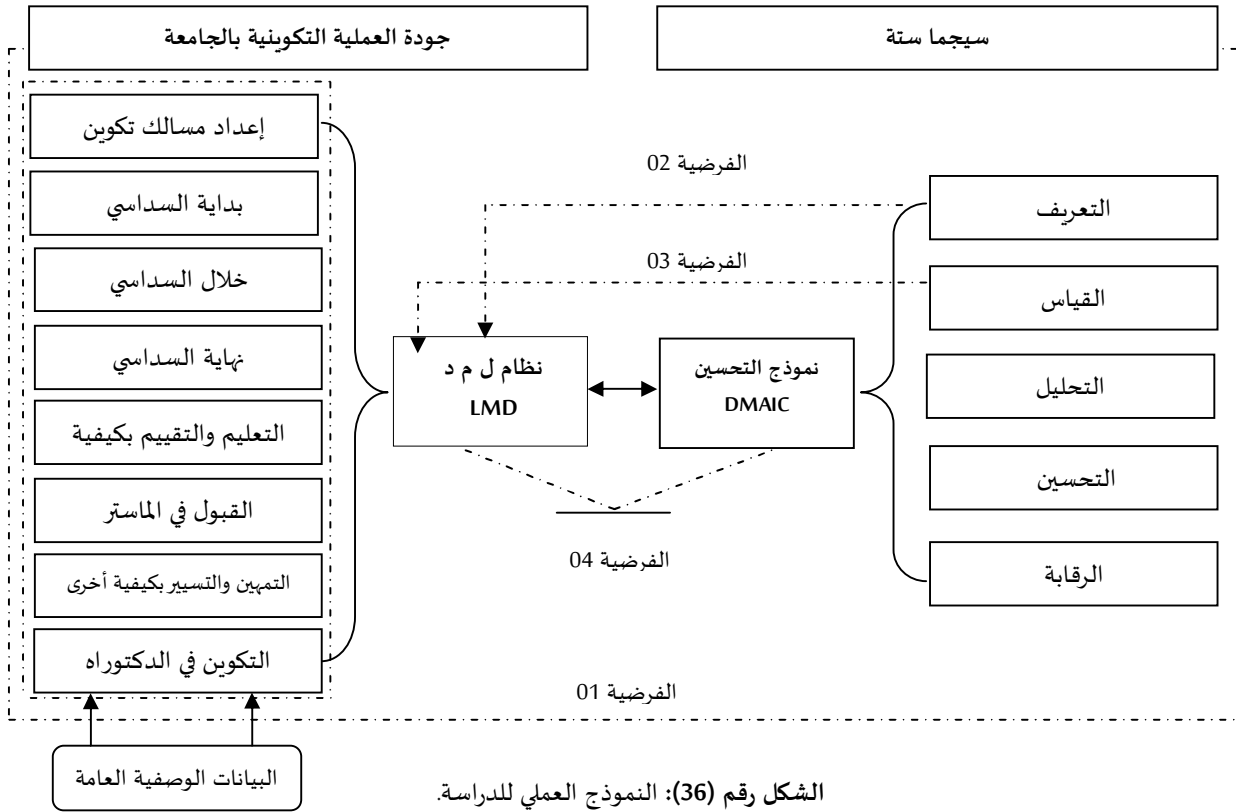 سيجما ستة
جودة العملية التكوينية بالجامعة
التعريف
القياس
التحليل
التحسين
الرقابة
الفرضية 02
الفرضية 03
نموذج التحسين
DMAIC
نظام ل م د
LMD
الفرضية 04
الفرضية 01
إعداد مسالك تكوين
بداية السداسي
خلال السداسي
نهاية السداسي
التعليم والتقييم بكيفية
القبول في الماستر
التمهين والتسيير بكيفية أخرى
التكوين في الدكتوراه
البيانات الوصفية العامة
الشكل رقم (36): النموذج العملي للدراسة.